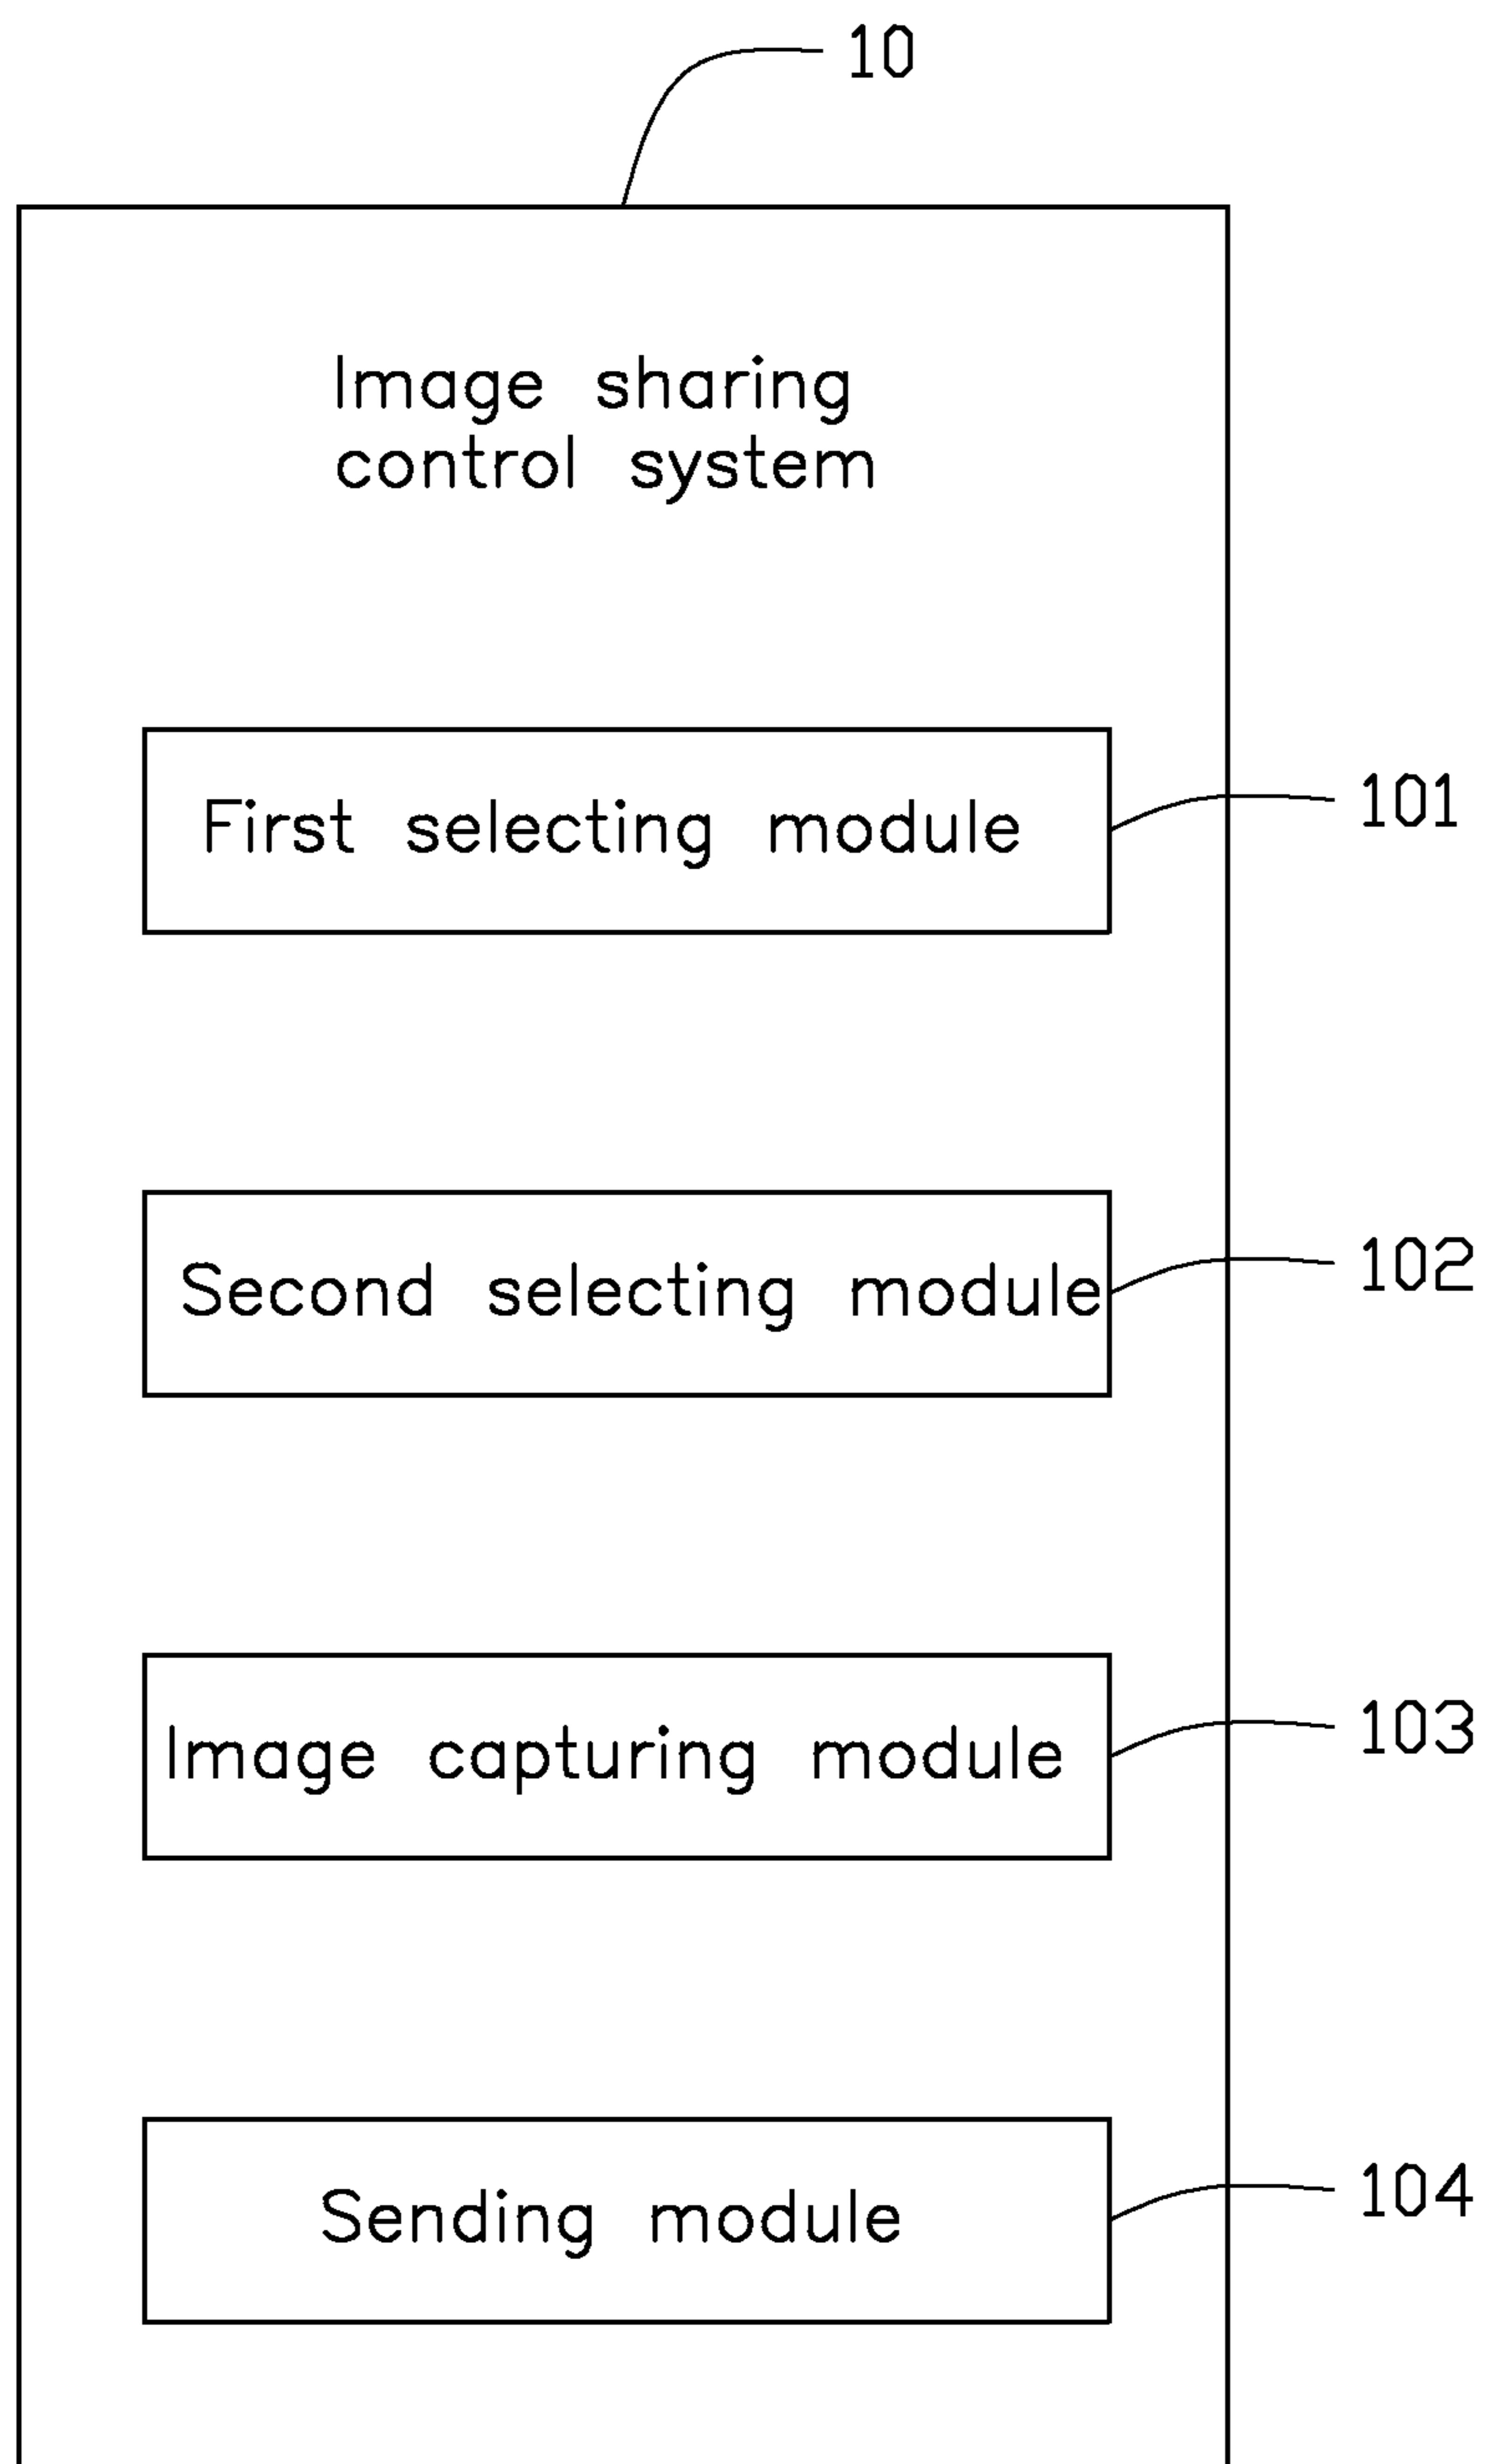 10
Image sharing
control system
First selecting module
101
Second selecting module
102
Image capturing module
103
Sending module
104